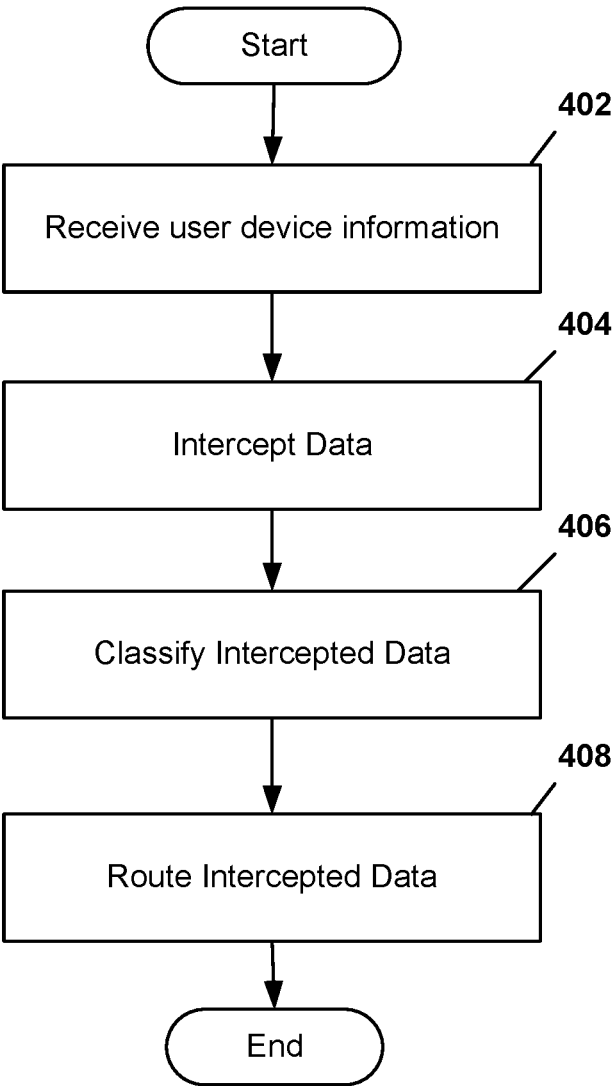 Start
402
Receive user device information
404
Intercept Data
406
Classify Intercepted Data
408
Route Intercepted Data
End